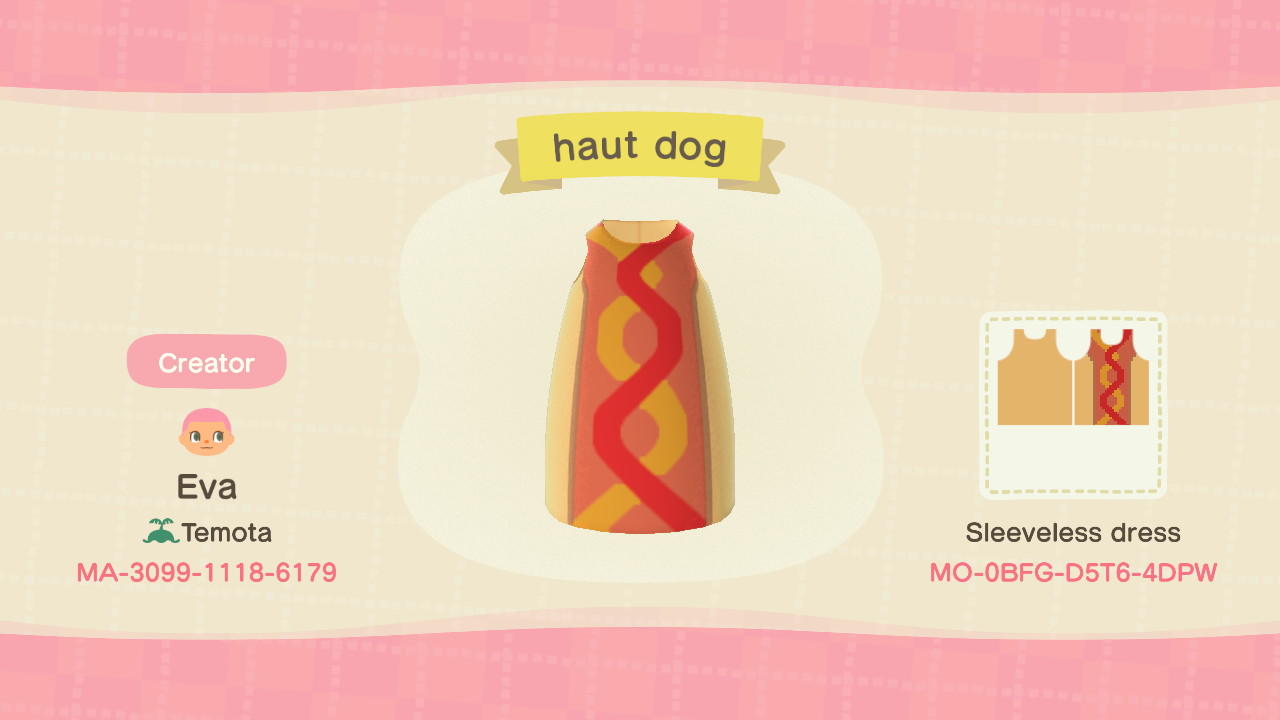 haut dog
Creator
Eva
Temota
MA-3099-1118-6179
Sleeveless dress
MO-0BFG-D5T6-4DPW